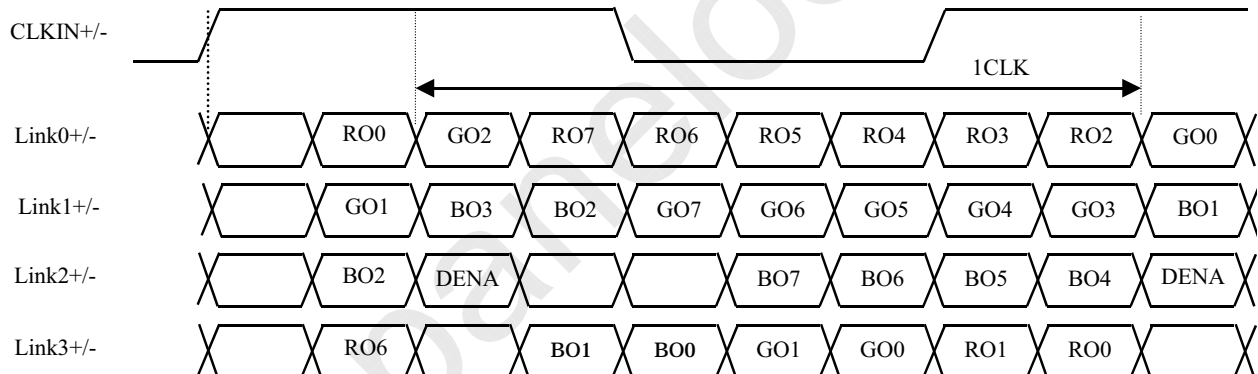 CLKIN+/-
1CLK
Link0+/- RO0 GO2 RO7 RO6 RO5 RO4 RO3 RO2 GO0
Link1+/- GO1 BO3 BO2 GO7 GO6 GO5 GO4 GO3 BO1
Link2+/- BO2 DENA BO7 BO6 BO5 BO4 DENA
Link3+/- RO6 BO1 BO0 GO1 GO0 RO1 RO0
panelo